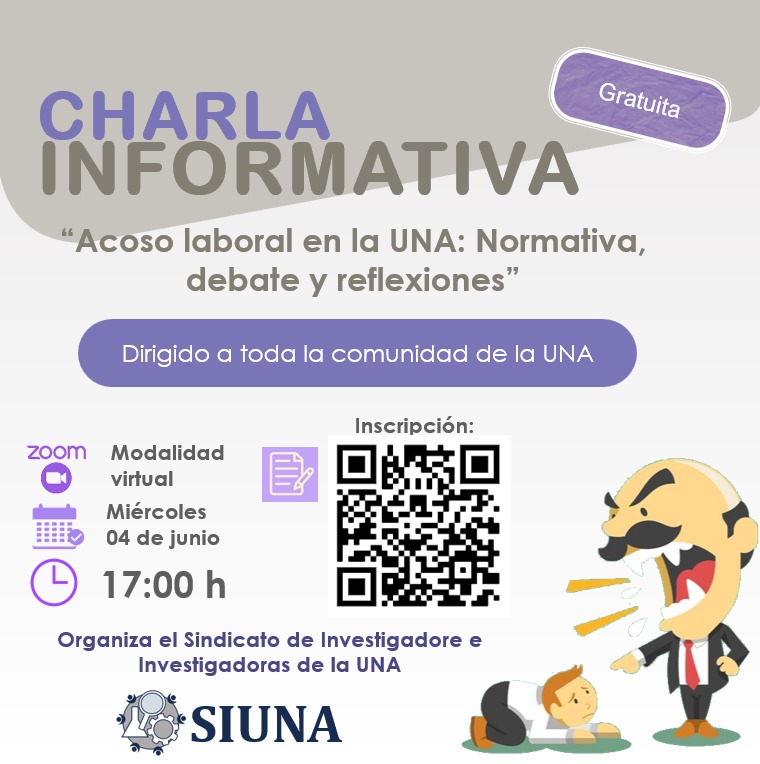 Gratuita
CHARLA
INFORMATIVA
“Acoso laboral en la UNA: Normativa,
debate y reflexiones”
Dirigido a toda la comunidad de la UNA
Inscripción:
zoom
Modalidad
virtual
Miércoles
04 de junio
17:00 h
Organiza el Sindicato de Investigadore e
Investigadoras de la UNA
SIUNA